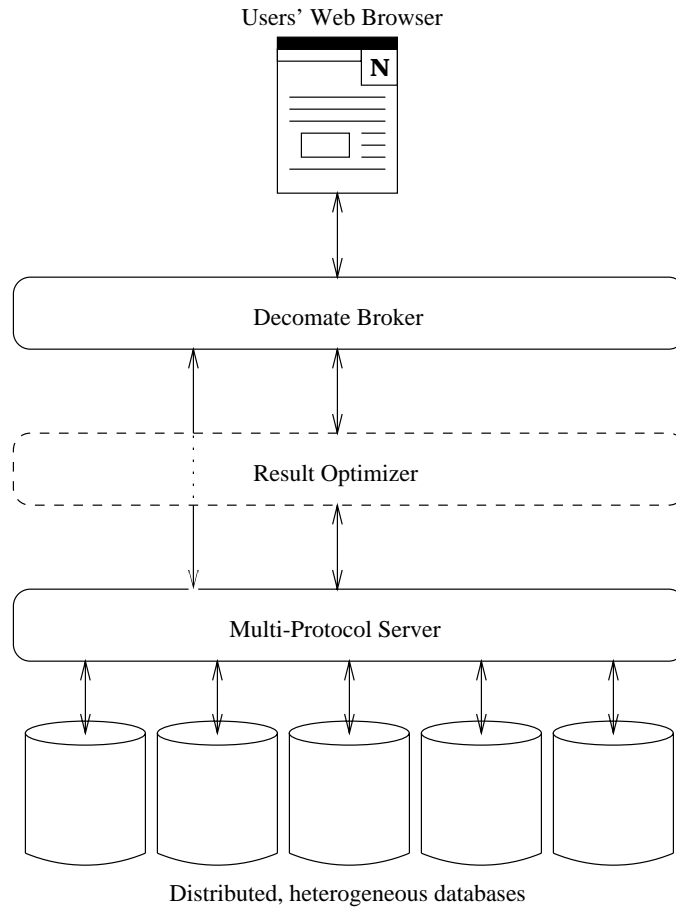 Users’ Web Browser
N
Decomate Broker
Result Optimizer
Multi-Protocol Server
Distributed, heterogeneous databases